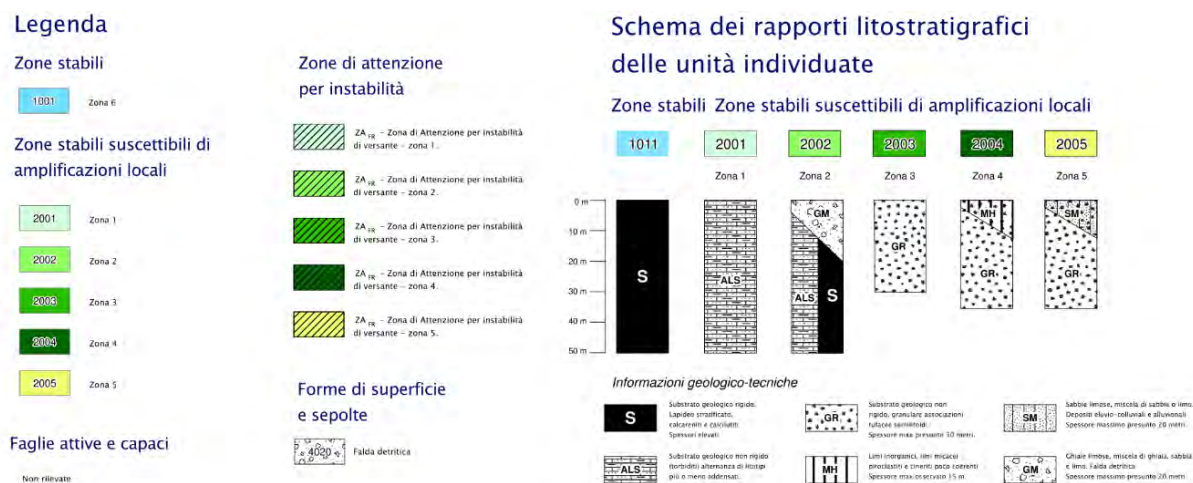 Legenda
Zone stabili
1001 Zona 6
Zone stabili suscettibili di
amplificazioni locali
2001 Zona 1
2002 Zona 2
2003 Zona 3
2004 Zona 4
2005 Zona 5
Faglie attive e capaci
Non rilevate
Zone di attenzione
per instabilità
ZA FR - Zona di Attenzione per instabilità
di versante - zona 1.
ZA FR - Zona di Attenzione per instabilità
di versante - zona 2.
ZA FR - Zona di Attenzione per instabilità
di versante - zona 3.
ZA FR - Zona di Attenzione per instabilità
di versante - zona 4.
ZA FR - Zona di Attenzione per instabilità
di versante - zona 5.
Forme di superficie
e sepolte
4020 Falda detritica
Schema dei rapporti litostratigrafici
delle unità individuate
Zone stabili Zone stabili suscettibili di amplificazioni locali
1011 2001 2002 2003 2004 2005
Zona 1 Zona 2 Zona 3 Zona 4 Zona 5
0 m
10 m
20 m
30 m
40 m
50 m
S
ALS
GM
ALS S
GR
MH
GR
SM
GR
Informazioni geologico-tecniche
S
Substrato geologico rigido.
Lapideo stratificato,
calcareniti e calcilutiti
Spessori elevati
ALS
Substrato geologico non rigido
(torbiditi) alternanza di litotipi
più o meno addensati.
GR
Substrato geologico non
rigido, granulare associazioni
tufacee semilitoidi.
Spessore max presunto 30 metri.
MH
Limi inorganici, limi micacei
piroclastiti e cineriti poco coerenti
Spessore max osservato 15 m.
SM
Sabbie limose, miscela di sabbia o limo.
Depositi eluvio-colluviali e alluvionali
Spessore massimo presunto 20 metri.
GM
Ghiaie limose, miscela di ghiaia, sabbia
e limo. Falda detritica
Spessore massimo presunto 20 metri